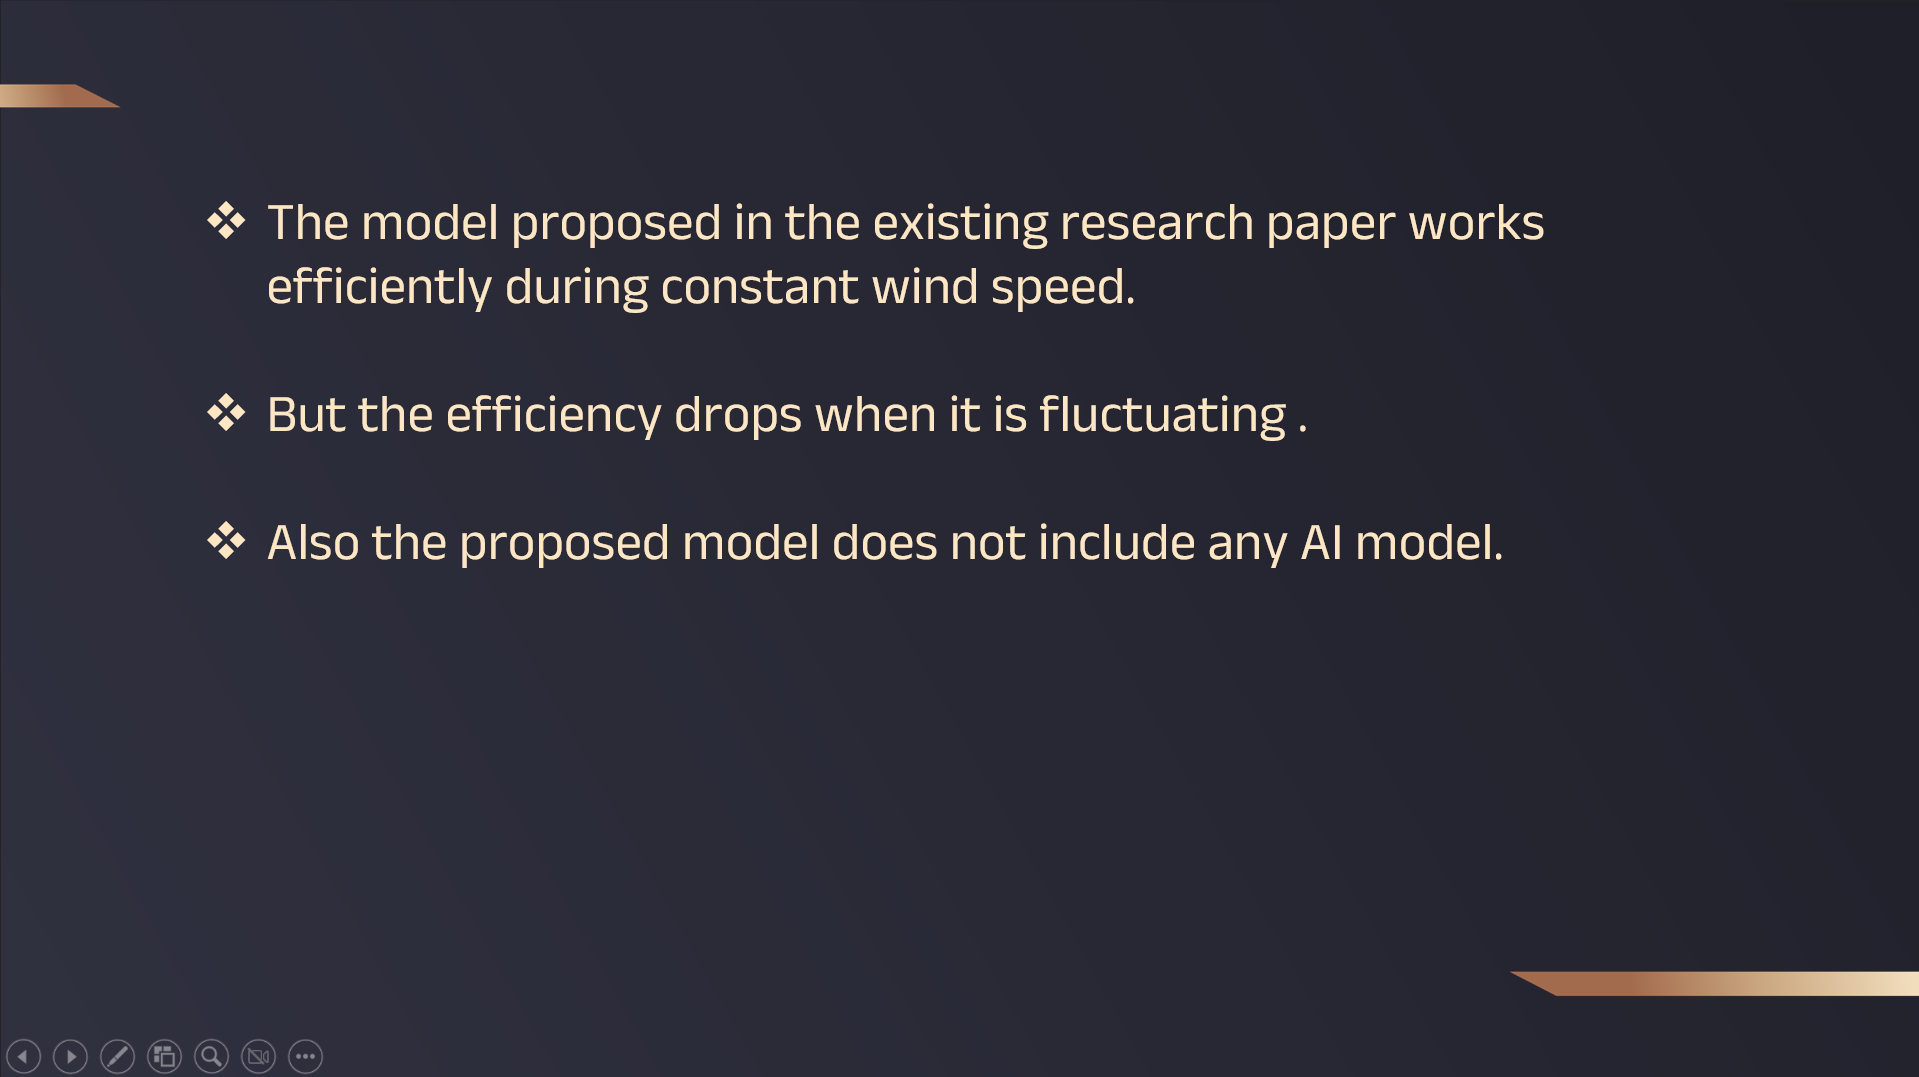 ❖ The model proposed in the existing research paper works
efficiently during constant wind speed.
❖ But the efficiency drops when it is fluctuating .
❖ Also the proposed model does not include any AI model.